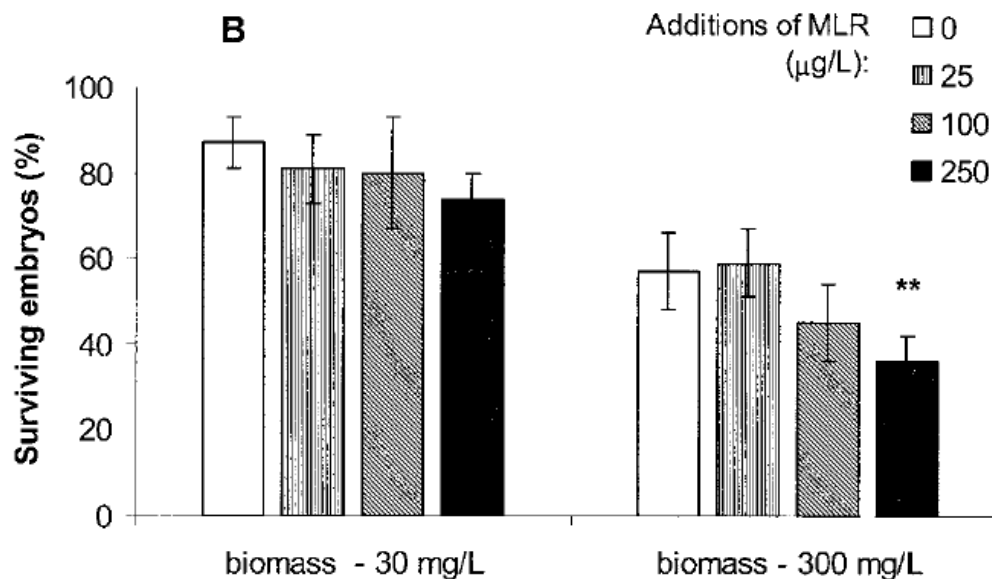 B
Additions of MLR
(µg/L):
0
25
100
250
100
80
60
40
20
0
Surviving embryos (%)
**
biomass - 30 mg/L
biomass - 300 mg/L